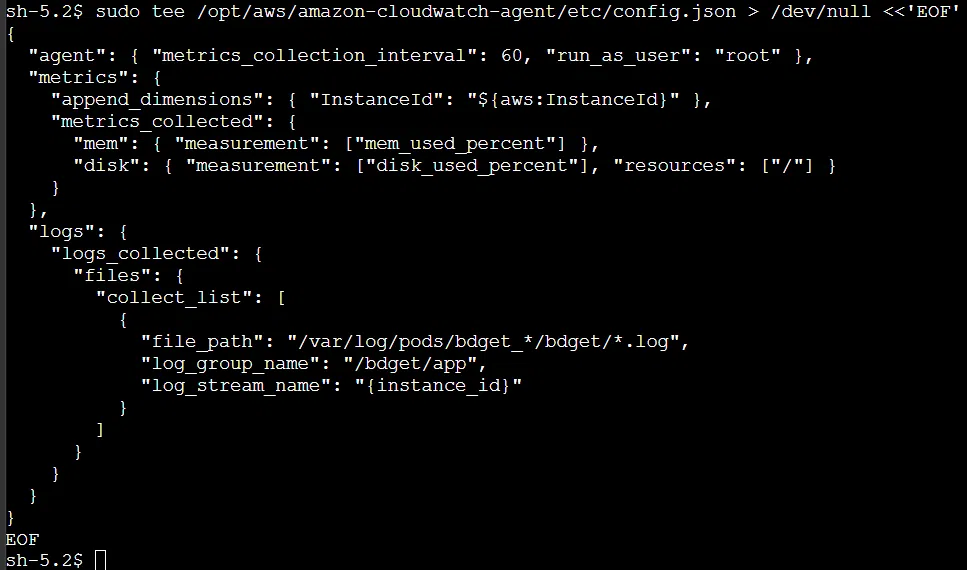 sh-5.2$ sudo tee /opt/aws/amazon-cloudwatch-agent/etc/config.json > /dev/null <<'EOF'
{
  "agent": { "metrics_collection_interval": 60, "run_as_user": "root" },
  "metrics": {
    "append_dimensions": { "InstanceId": "${aws:InstanceId}" },
    "metrics_collected": {
      "mem": { "measurement": ["mem_used_percent"] },
      "disk": { "measurement": ["disk_used_percent"], "resources": ["/"] }
    }
  },
  "logs": {
    "logs_collected": {
      "files": {
        "collect_list": [
          {
            "file_path": "/var/log/pods/bdget_*/bdget/*.log",
            "log_group_name": "/bdget/app",
            "log_stream_name": "{instance_id}"
          }
        ]
      }
    }
  }
}
EOF
sh-5.2$